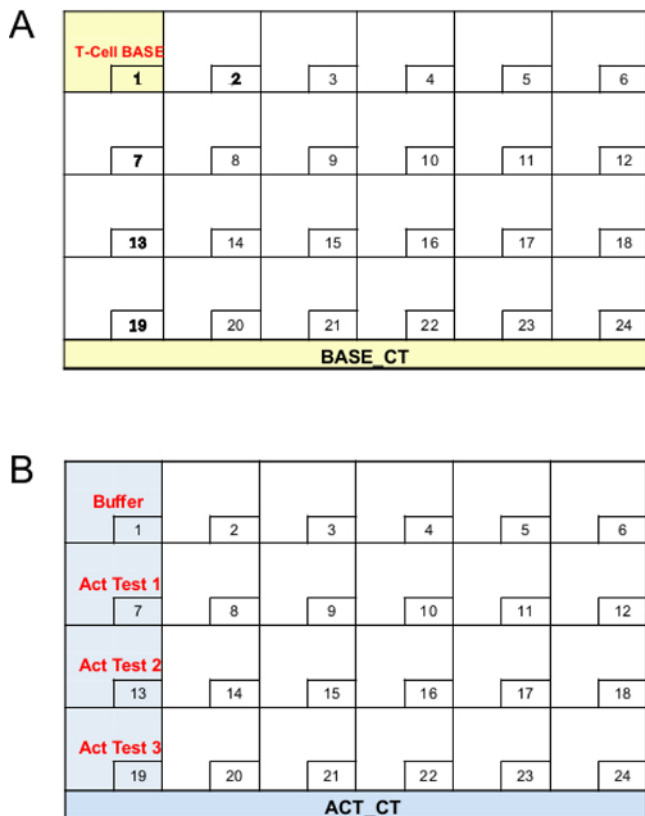 A
T-Cell BASE
1 2 3 4 5 6
7 8 9 10 11 12
13 14 15 16 17 18
19 20 21 22 23 24
BASE_CT
B
Buffer
1 2 3 4 5 6
Act Test 1
7 8 9 10 11 12
Act Test 2
13 14 15 16 17 18
Act Test 3
19 20 21 22 23 24
ACT_CT